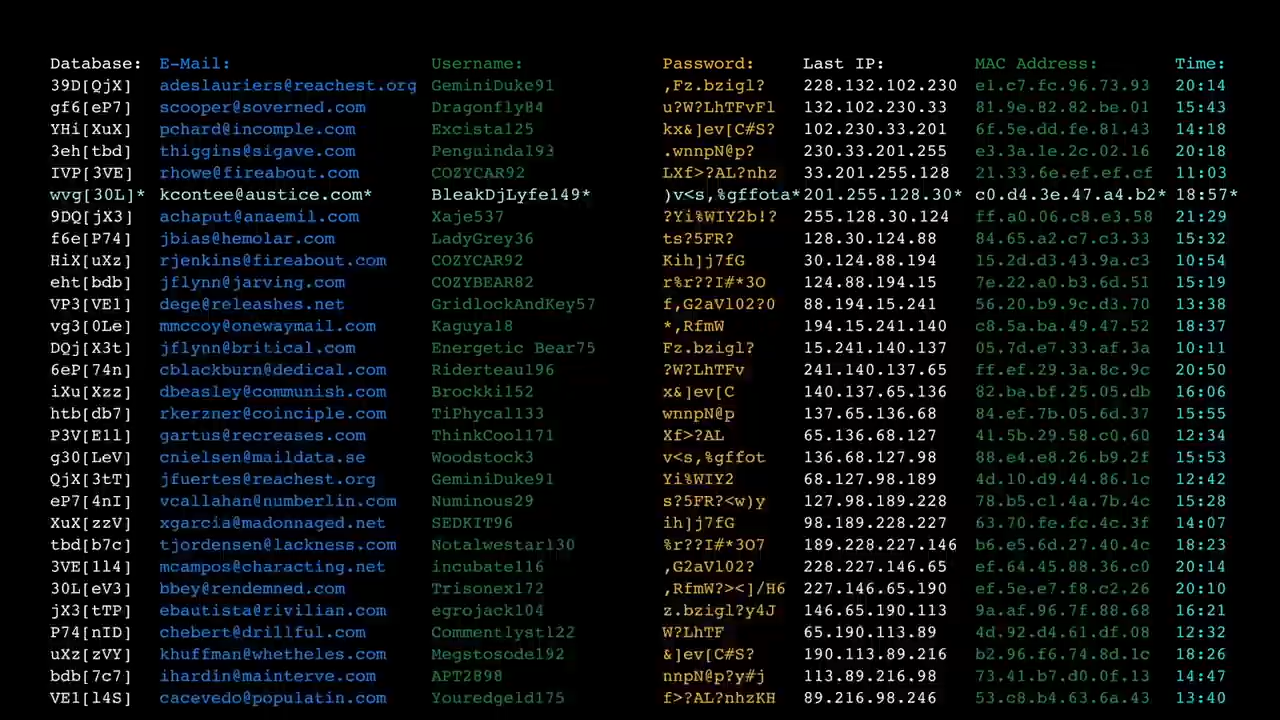 Database: E-Mail: Username: Password: Last IP: MAC Address: Time:
39D[QjX] adeslauriers@reachest.org GeminiDuke91 ,Fz.bzigl? 228.132.102.230 e1.c7.fc.96.73.93 20:14
gf6[eP7] scooper@soverned.com Dragonfly84 u?W?LhTFvFl 132.102.230.33 81.9e.82.82.be.01 15:43
YHi[XuX] pchard@incomple.com Excista125 kx&]ev[C#S? 102.230.33.201 6f.5e.dd.fe.81.43 14:18
3eh[tbd] thiggins@sigave.com Penguinda193 .wnnpN@p? 230.33.201.255 e3.3a.1e.2c.02.16 20:18
IVP[3VE] rhowe@fireabout.com COZYCAR92 LXf>?AL?nhz 33.201.255.128 21.33.6e.ef.ef.cf 11:03
wvg[30L]* kcontee@austice.com* BleakDjLyfe149* )v<s,%gffota* 201.255.128.30* c0.d4.3e.47.a4.b2* 18:57*
9DQ[jX3] achaput@anaemil.com Xaje537 ?Yi%WIY2b!? 255.128.30.124 ff.a0.06.c8.e3.58 21:29
f6e[P74] jbias@hemolar.com LadyGrey36 ts?5FR? 128.30.124.88 84.65.a2.c7.c3.33 15:32
HiX[uXz] rjenkins@fireabout.com COZYCAR92 Kih]j7fG 30.124.88.194 15.2d.d3.43.9a.c3 10:54
eht[bdb] jflynn@jarving.com COZYBEAR82 r%r??I#*3O 124.88.194.15 7e.22.a0.b3.6d.51 15:19
VP3[VE1] dege@releashes.net GridlockAndKey57 f,G2aVl02?0 88.194.15.241 56.20.b9.9c.d3.70 13:38
vg3[0Le] mmccoy@onewaymail.com Kaguya18 *,RfmW 194.15.241.140 c8.5a.ba.49.47.52 18:37
DQj[X3t] jflynn@britical.com Energetic Bear75 Fz.bzigl? 15.241.140.137 05.7d.e7.33.af.3a 10:11
6eP[74n] cblackburn@dedical.com Riderteau196 ?W?LhTFv 241.140.137.65 ff.ef.29.3a.8c.9c 20:50
iXu[Xzz] dbeasley@communish.com Brockki152 x&]ev[C 140.137.65.136 82.ba.bf.25.05.db 16:06
htb[db7] rkerzner@coinciple.com TiPhycal133 wnnpN@p 137.65.136.68 84.ef.7b.05.6d.37 15:55
P3V[E1l] gartus@recreases.com ThinkCool171 Xf>?AL 65.136.68.127 41.5b.29.58.c0.60 12:34
g30[LeV] cnielsen@maildata.se Woodstock3 v<s,%gffot 136.68.127.98 88.e4.e8.26.b9.2f 15:53
QjX[3tT] jfuertes@reachest.org GeminiDuke91 Yi%WIY2 68.127.98.189 4d.10.d9.44.86.1c 12:42
eP7[4nI] vcallahan@numberlin.com Numinous29 s?5FR?<w)y 127.98.189.228 78.b5.c1.4a.7b.4c 15:28
XuX[zzV] xgarcia@madonnaged.net SEDKIT96 ih]j7fG 98.189.228.227 63.70.fe.fc.4c.3f 14:07
tbd[b7c] tjordensen@lackness.com Notalwestar130 %r??I#*3O7 189.228.227.146 b6.e5.6d.27.40.4c 18:23
3VE[1l4] mcampos@characting.net incubate116 ,G2aVl02? 228.227.146.65 ef.64.45.88.36.c0 20:14
30L[eV3] bbey@rendemned.com Trisonex172 ,RfmW?><]/H6 227.146.65.190 ef.5e.e7.f8.c2.26 20:10
jX3[tTP] ebautista@rivilian.com egrojack104 z.bzigl?y4J 146.65.190.113 9a.af.96.7f.88.68 16:21
P74[nID] chebert@drillful.com Commentlyst122 W?LhTF 65.190.113.89 4d.92.d4.61.df.08 12:32
uXz[zVY] khuffman@whetheles.com Megstosode192 &]ev[C#S? 190.113.89.216 b2.96.f6.74.8d.1c 18:26
bdb[7c7] ihardin@mainterve.com APT2898 nnpN@p?y#j 113.89.216.98 73.41.b7.d0.0f.13 14:47
VE1[l4S] cacevedo@populatin.com Youredgeld175 f>?AL?nhzKH 89.216.98.246 53.c8.b4.63.6a.43 13:40